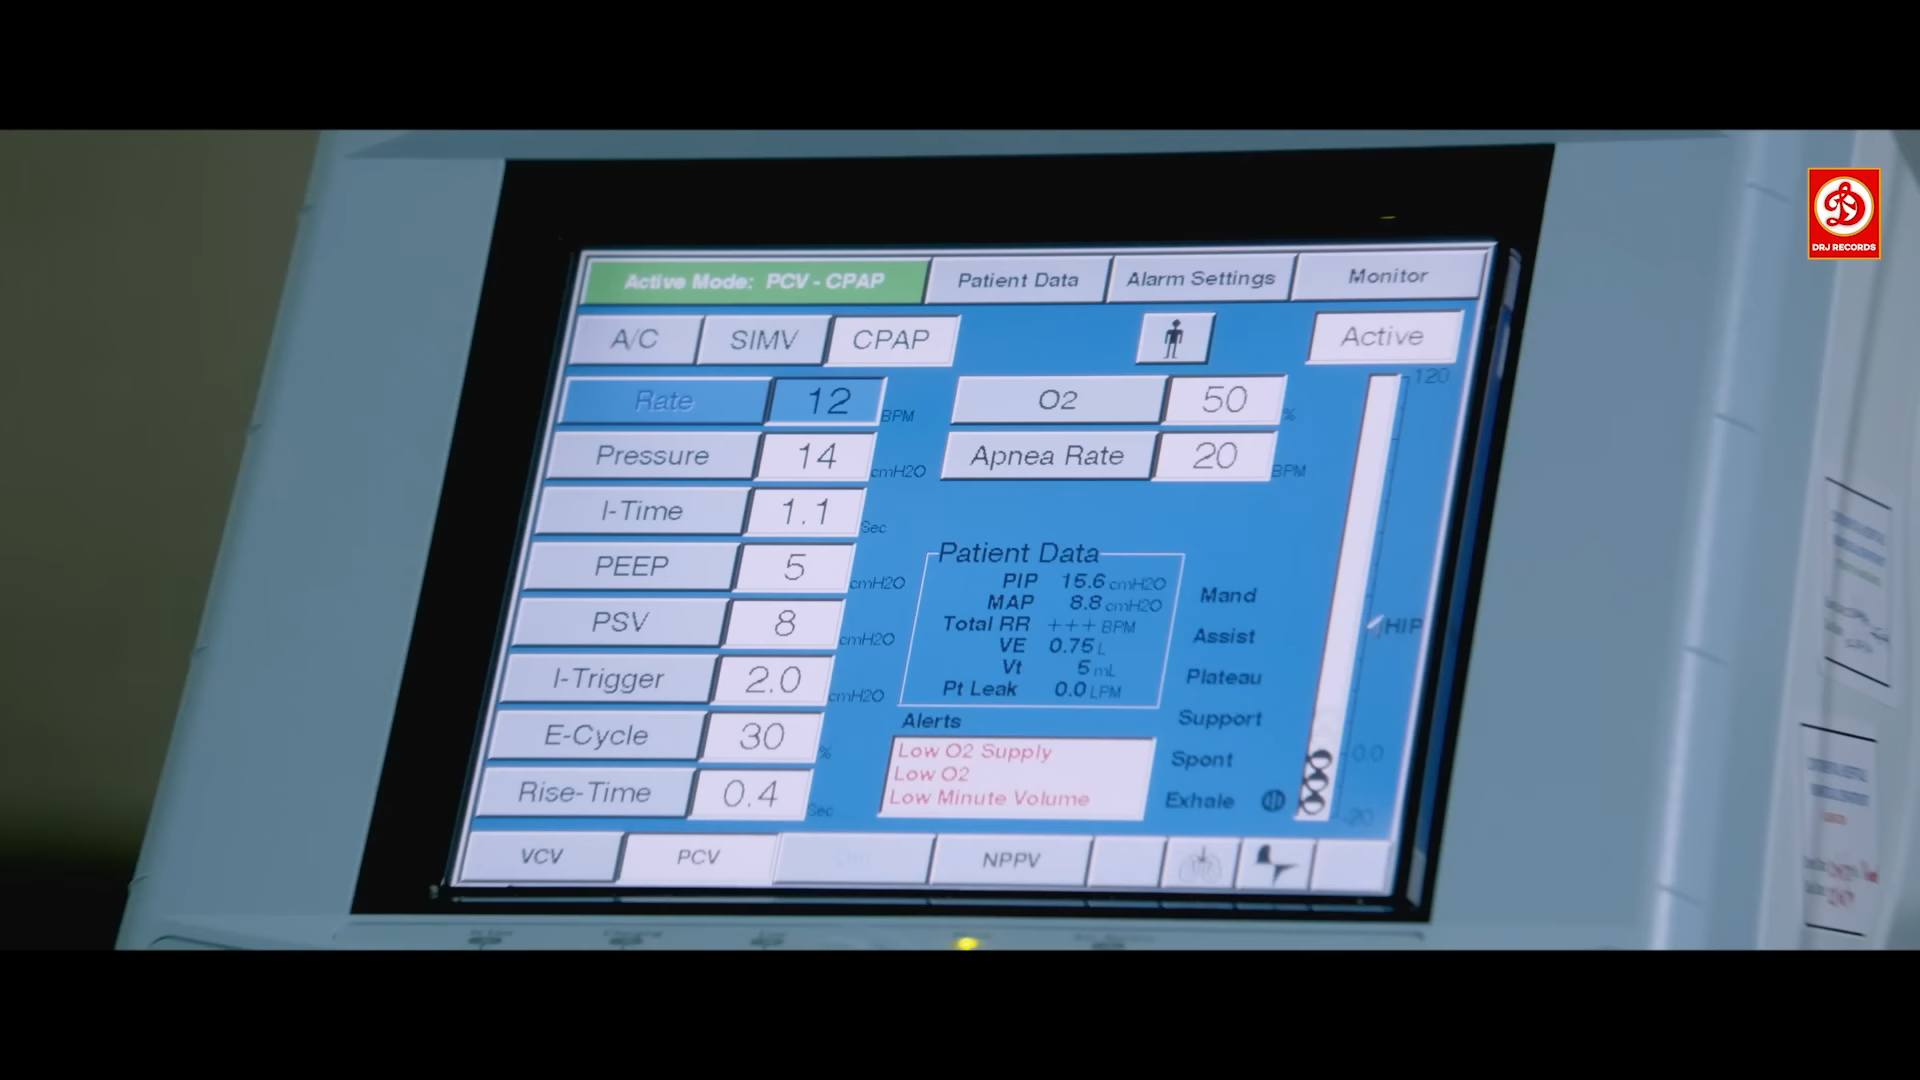 DRJ RECORDS
Active Mode: PCV - CPAP
Patient Data
Alarm Settings
Monitor
A/C
SIMV
CPAP
Active
Rate 12 BPM
O2 50 %
120
Pressure 14 cmH2O
Apnea Rate 20 BPM
I-Time 1.1 Sec
PEEP 5 cmH2O
PSV 8 cmH2O
I-Trigger 2.0 cmH2O
E-Cycle 30 %
Rise-Time 0.4 Sec
Patient Data
PIP 15.6 cmH2O
MAP 8.8 cmH2O
Total RR +++ BPM
VE 0.75 L
Vt 5 mL
Pt Leak 0.0 LPM
Alerts
Low O2 Supply
Low O2
Low Minute Volume
Mand
Assist
Plateau
Support
Spont
Exhale
HIP
0.0
-20
VCV
PCV
NPPV